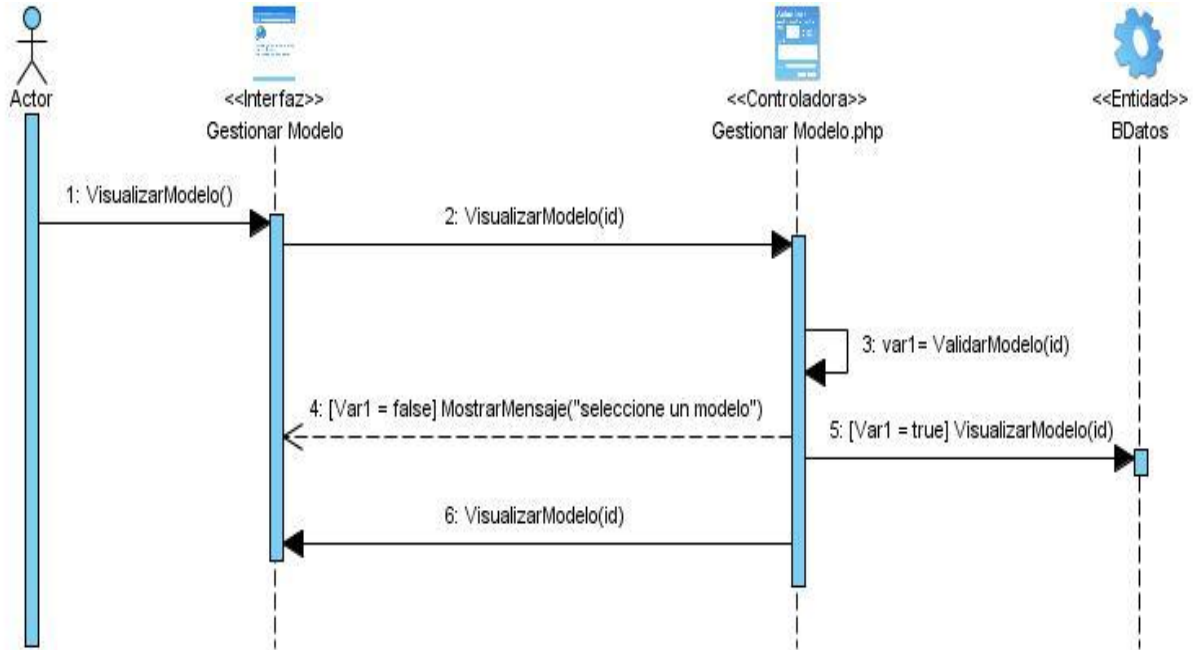 Actor
<<Interfaz>>
Gestionar Modelo
<<Controladora>>
Gestionar Modelo.php
<<Entidad>>
BDatos
1: VisualizarModelo()
2: VisualizarModelo(id)
3: var1= ValidarModelo(id)
4: [Var1 = false] MostrarMensaje("seleccione un modelo")
5: [Var1 = true] VisualizarModelo(id)
6: VisualizarModelo(id)